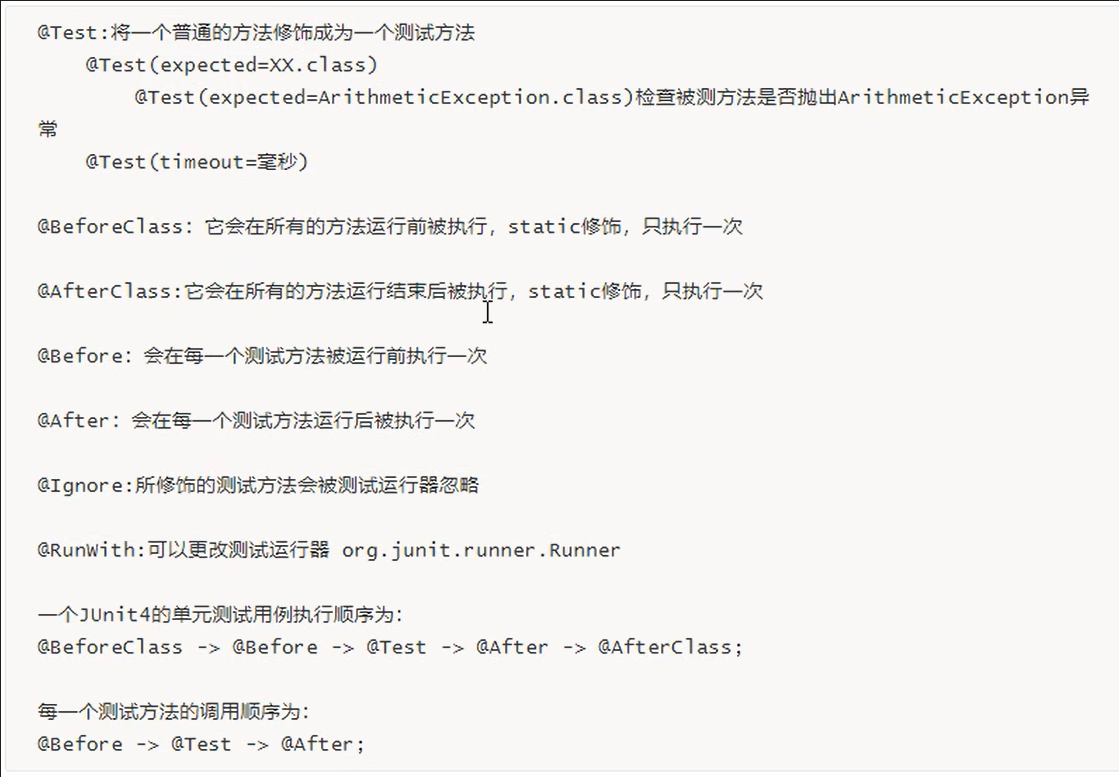 @Test:将一个普通的方法修饰成为一个测试方法
@Test(expected=XX.class)
@Test(expected=ArithmeticException.class)检查被测方法是否抛出ArithmeticException异
常
@Test(timeout=毫秒)
@BeforeClass: 它会在所有的方法运行前被执行，static修饰，只执行一次
@AfterClass:它会在所有的方法运行结束后被执行，static修饰，只执行一次
@Before: 会在每一个测试方法被运行前执行一次
@After: 会在每一个测试方法运行后被执行一次
@Ignore:所修饰的测试方法会被测试运行器忽略
@RunWith:可以更改测试运行器 org.junit.runner.Runner
一个JUnit4的单元测试用例执行顺序为:
@BeforeClass -> @Before -> @Test -> @After -> @AfterClass;
每一个测试方法的调用顺序为:
@Before -> @Test -> @After;